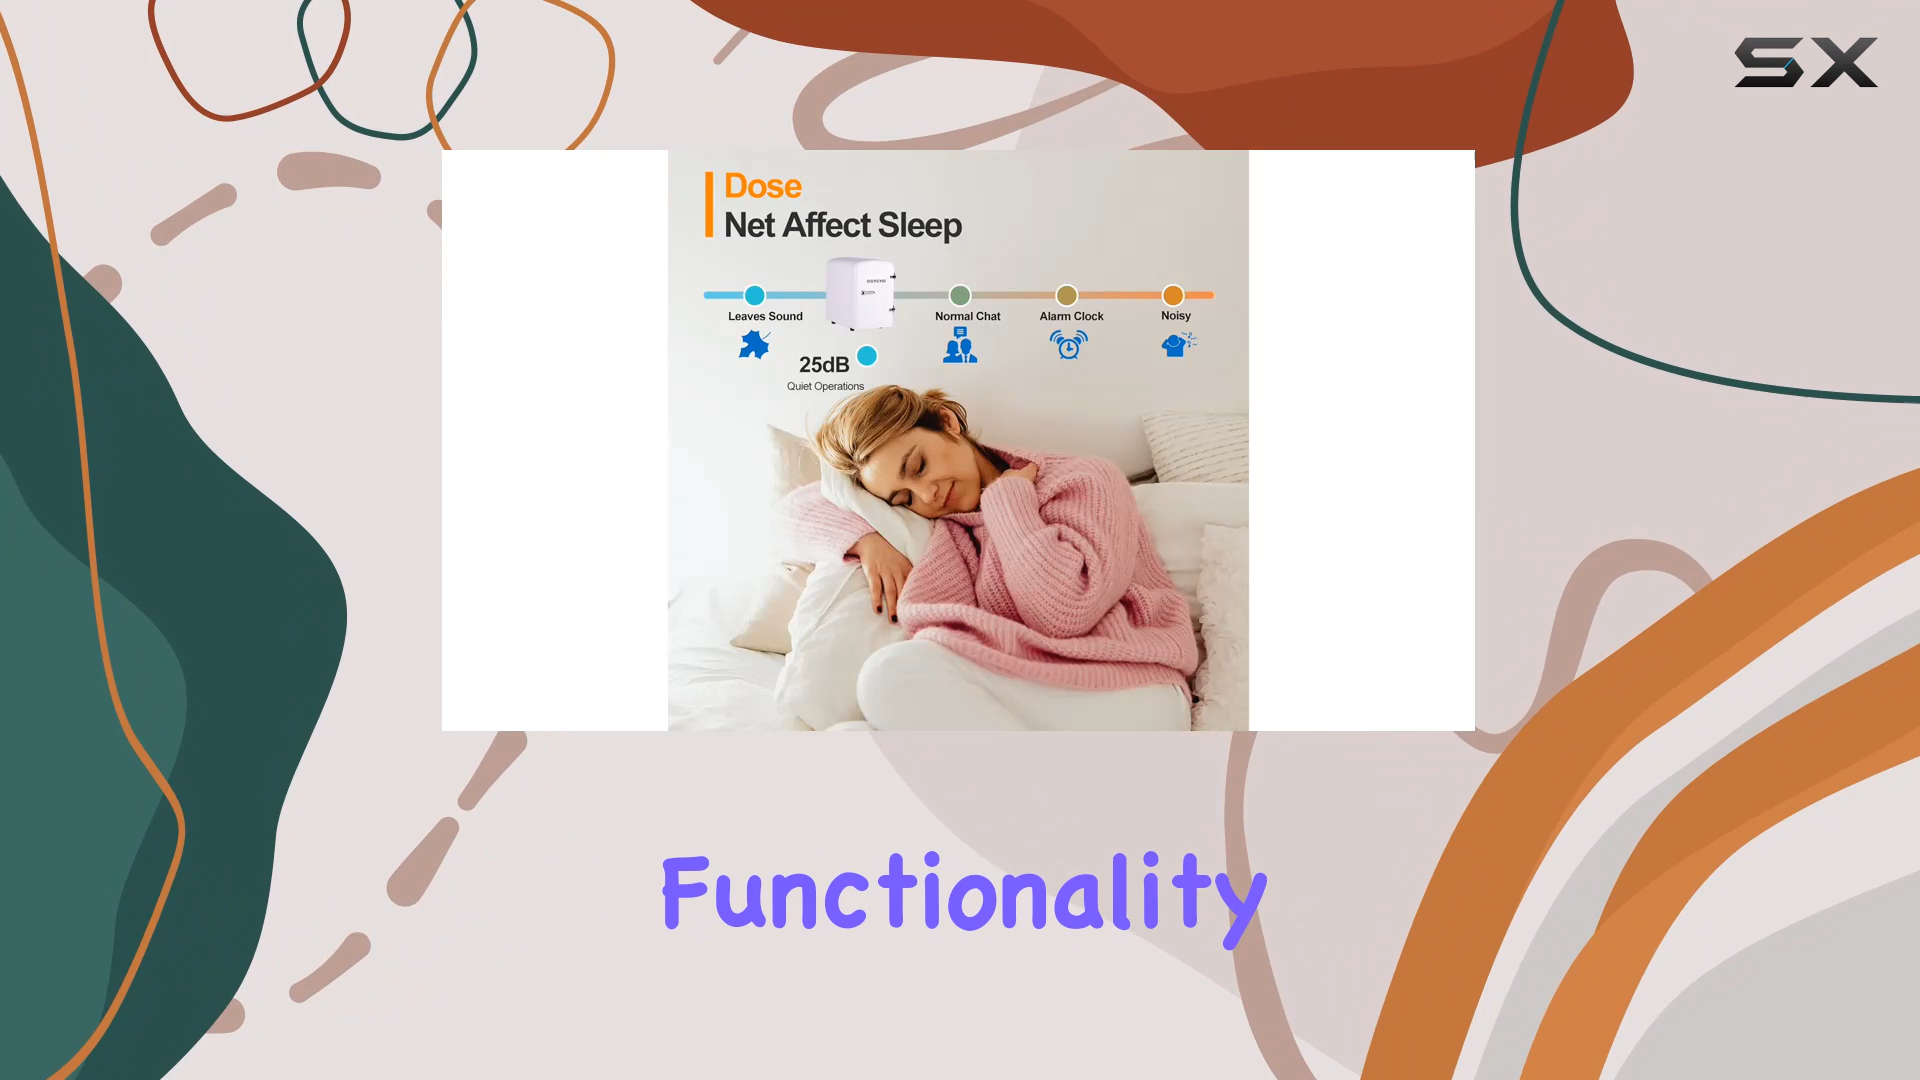 SX
Dose
Net Affect Sleep
Leaves Sound
Normal Chat
Alarm Clock
Noisy
25dB
Quiet Operations
Functionality